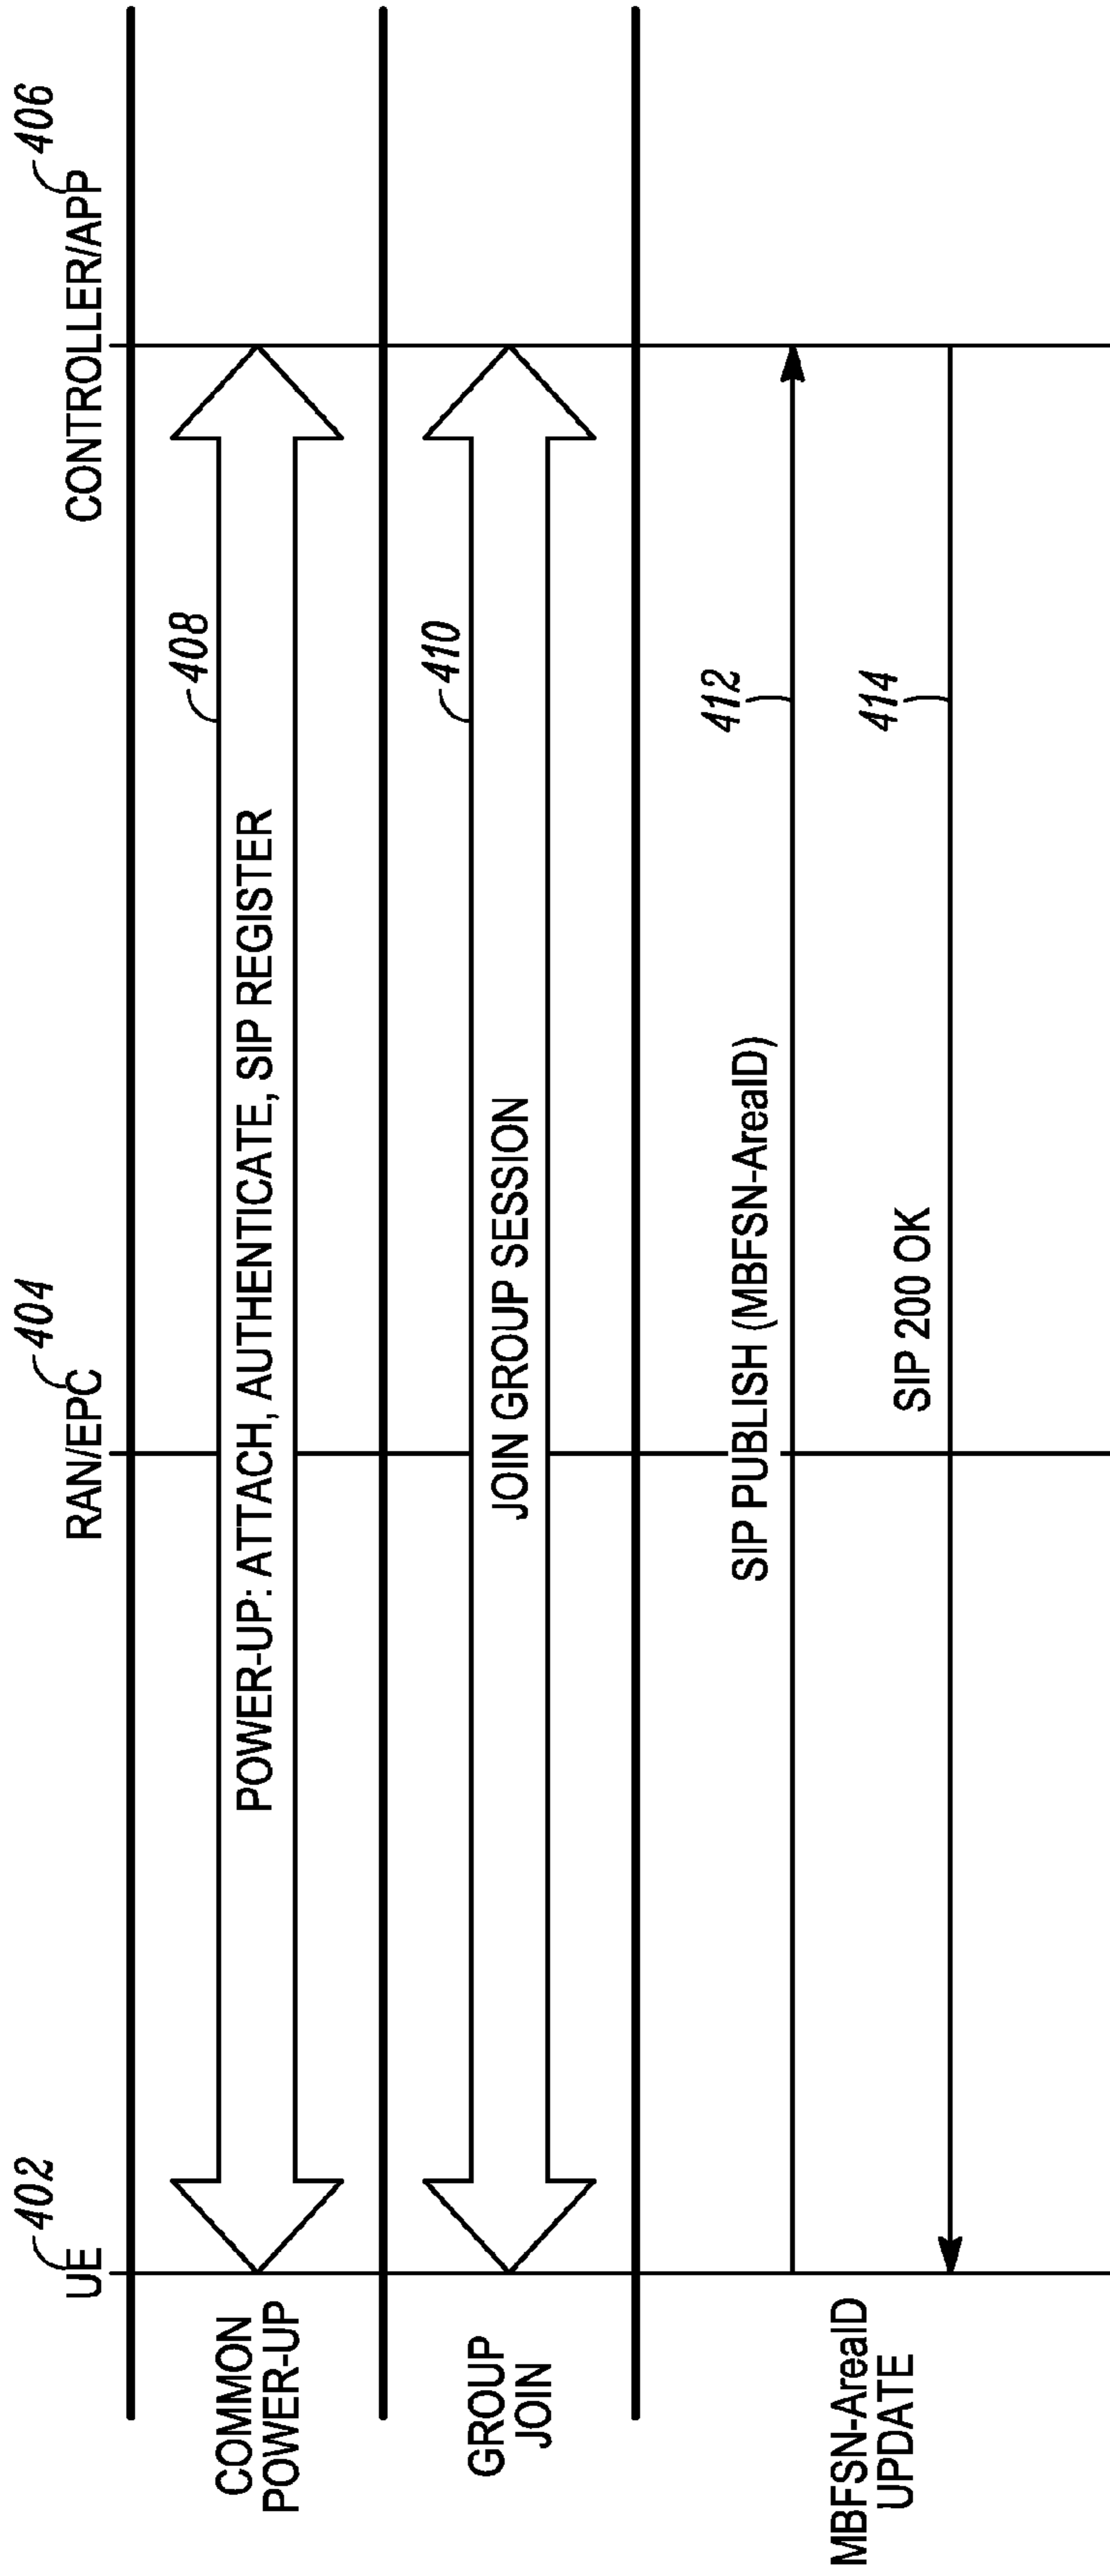 UE
402
RAN/EPC
404
CONTROLLER/APP
406
COMMON
POWER-UP
POWER-UP: ATTACH, AUTHENTICATE, SIP REGISTER
408
GROUP
JOIN
JOIN GROUP SESSION
410
MBFSN-AreaID
UPDATE
SIP PUBLISH (MBFSN-AreaID)
412
SIP 200 OK
414